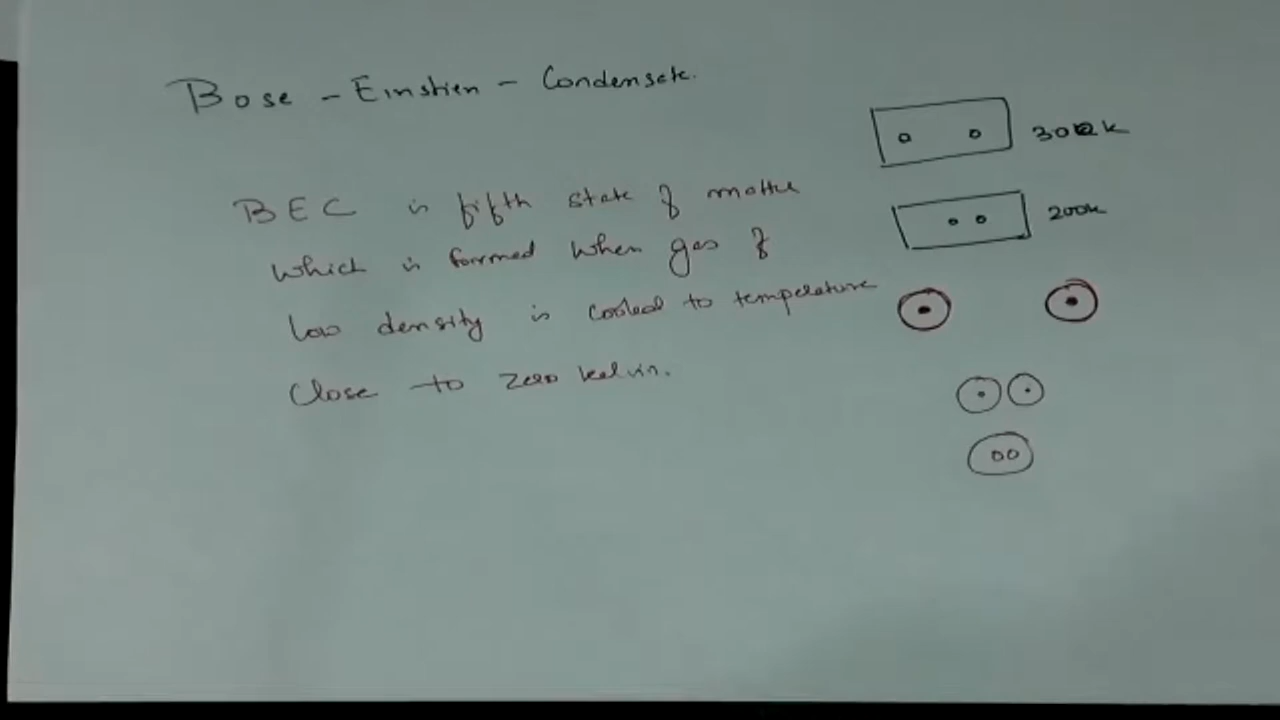 Bose - Einstien - Condensate.
BEC is fifth state of matter
which is formed when gas of
low density is cooled to temperature
close to zero kelvin.
300k
200k